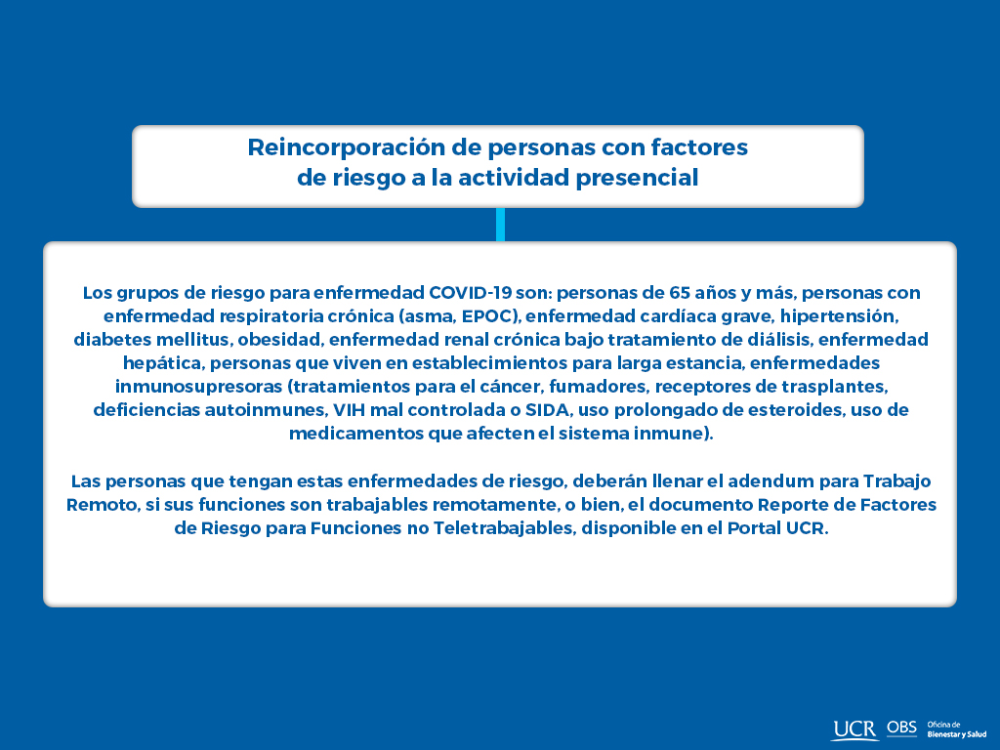 Reincorporación de personas con factores
de riesgo a la actividad presencial
Los grupos de riesgo para enfermedad COVID-19 son: personas de 65 años y más, personas con
enfermedad respiratoria crónica (asma, EPOC), enfermedad cardíaca grave, hipertensión,
diabetes mellitus, obesidad, enfermedad renal crónica bajo tratamiento de diálisis, enfermedad
hepática, personas que viven en establecimientos para larga estancia, enfermedades
inmunosupresoras (tratamientos para el cáncer, fumadores, receptores de trasplantes,
deficiencias autoinmunes, VIH mal controlada o SIDA, uso prolongado de esteroides, uso de
medicamentos que afecten el sistema inmune).
Las personas que tengan estas enfermedades de riesgo, deberán llenar el adendum para Trabajo
Remoto, si sus funciones son trabajables remotamente, o bien, el documento Reporte de Factores
de Riesgo para Funciones no Teletrabajables, disponible en el Portal UCR.
UCR OBS Oficina de
Bienestar y Salud